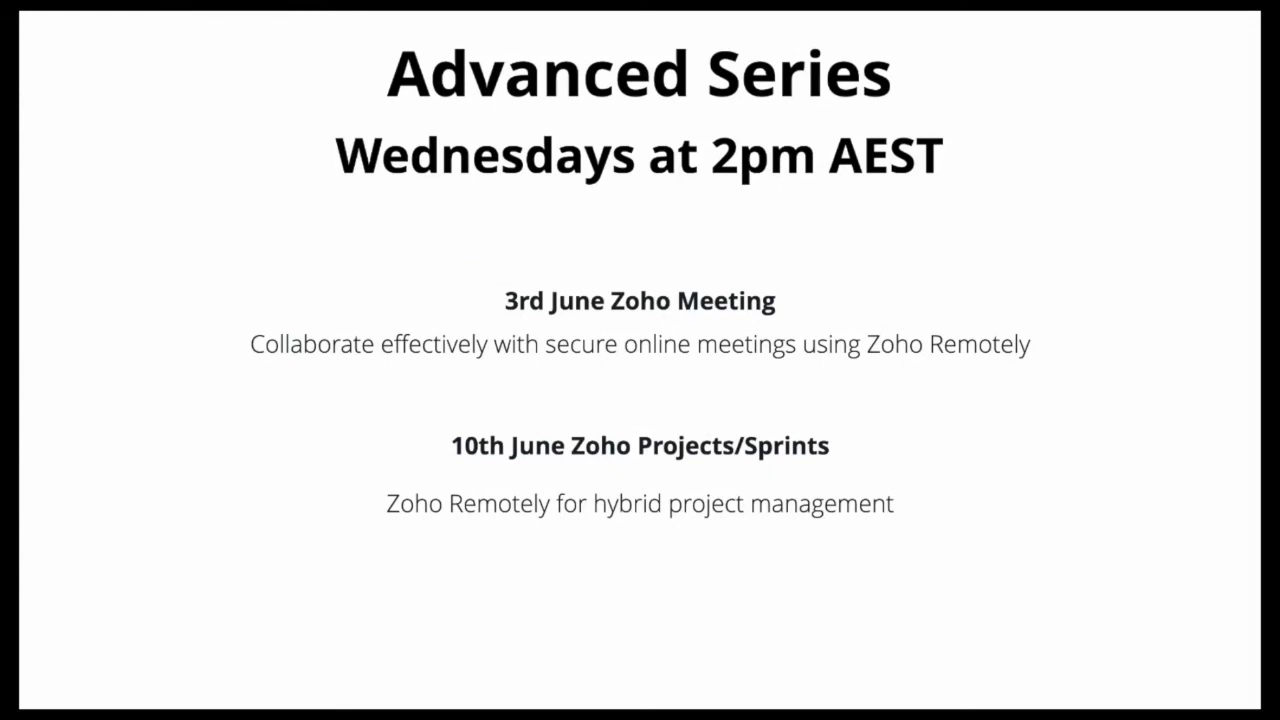 Advanced Series
Wednesdays at 2pm AEST
3rd June Zoho Meeting
Collaborate effectively with secure online meetings using Zoho Remotely
10th June Zoho Projects/Sprints
Zoho Remotely for hybrid project management